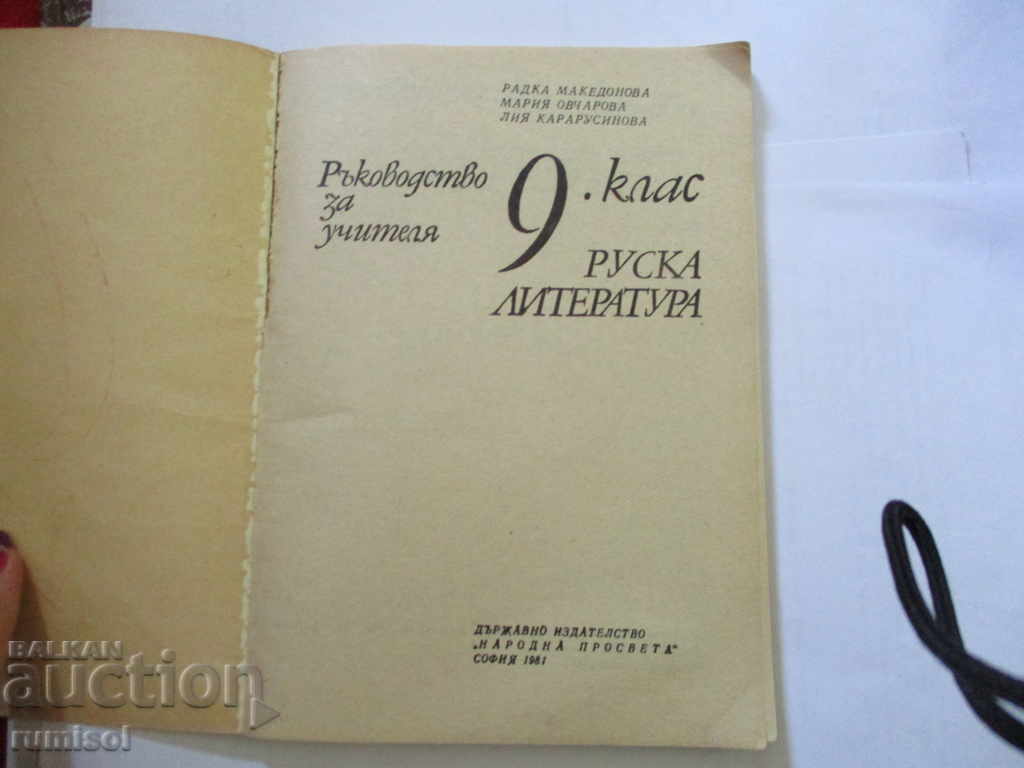 РАДКА МАКЕДОНОВА
МАРИЯ ОВЧАРОВА
ЛИЯ КАРАРУСИНОВА
Ръководство
за
учителя
9. клас
РУСКА
ЛИТЕРАТУРА
ДЪРЖАВНО ИЗДАТЕЛСТВО
„НАРОДНА ПРОСВЕТА"
СОФИЯ 1981
BALKAN
auction
rumisol